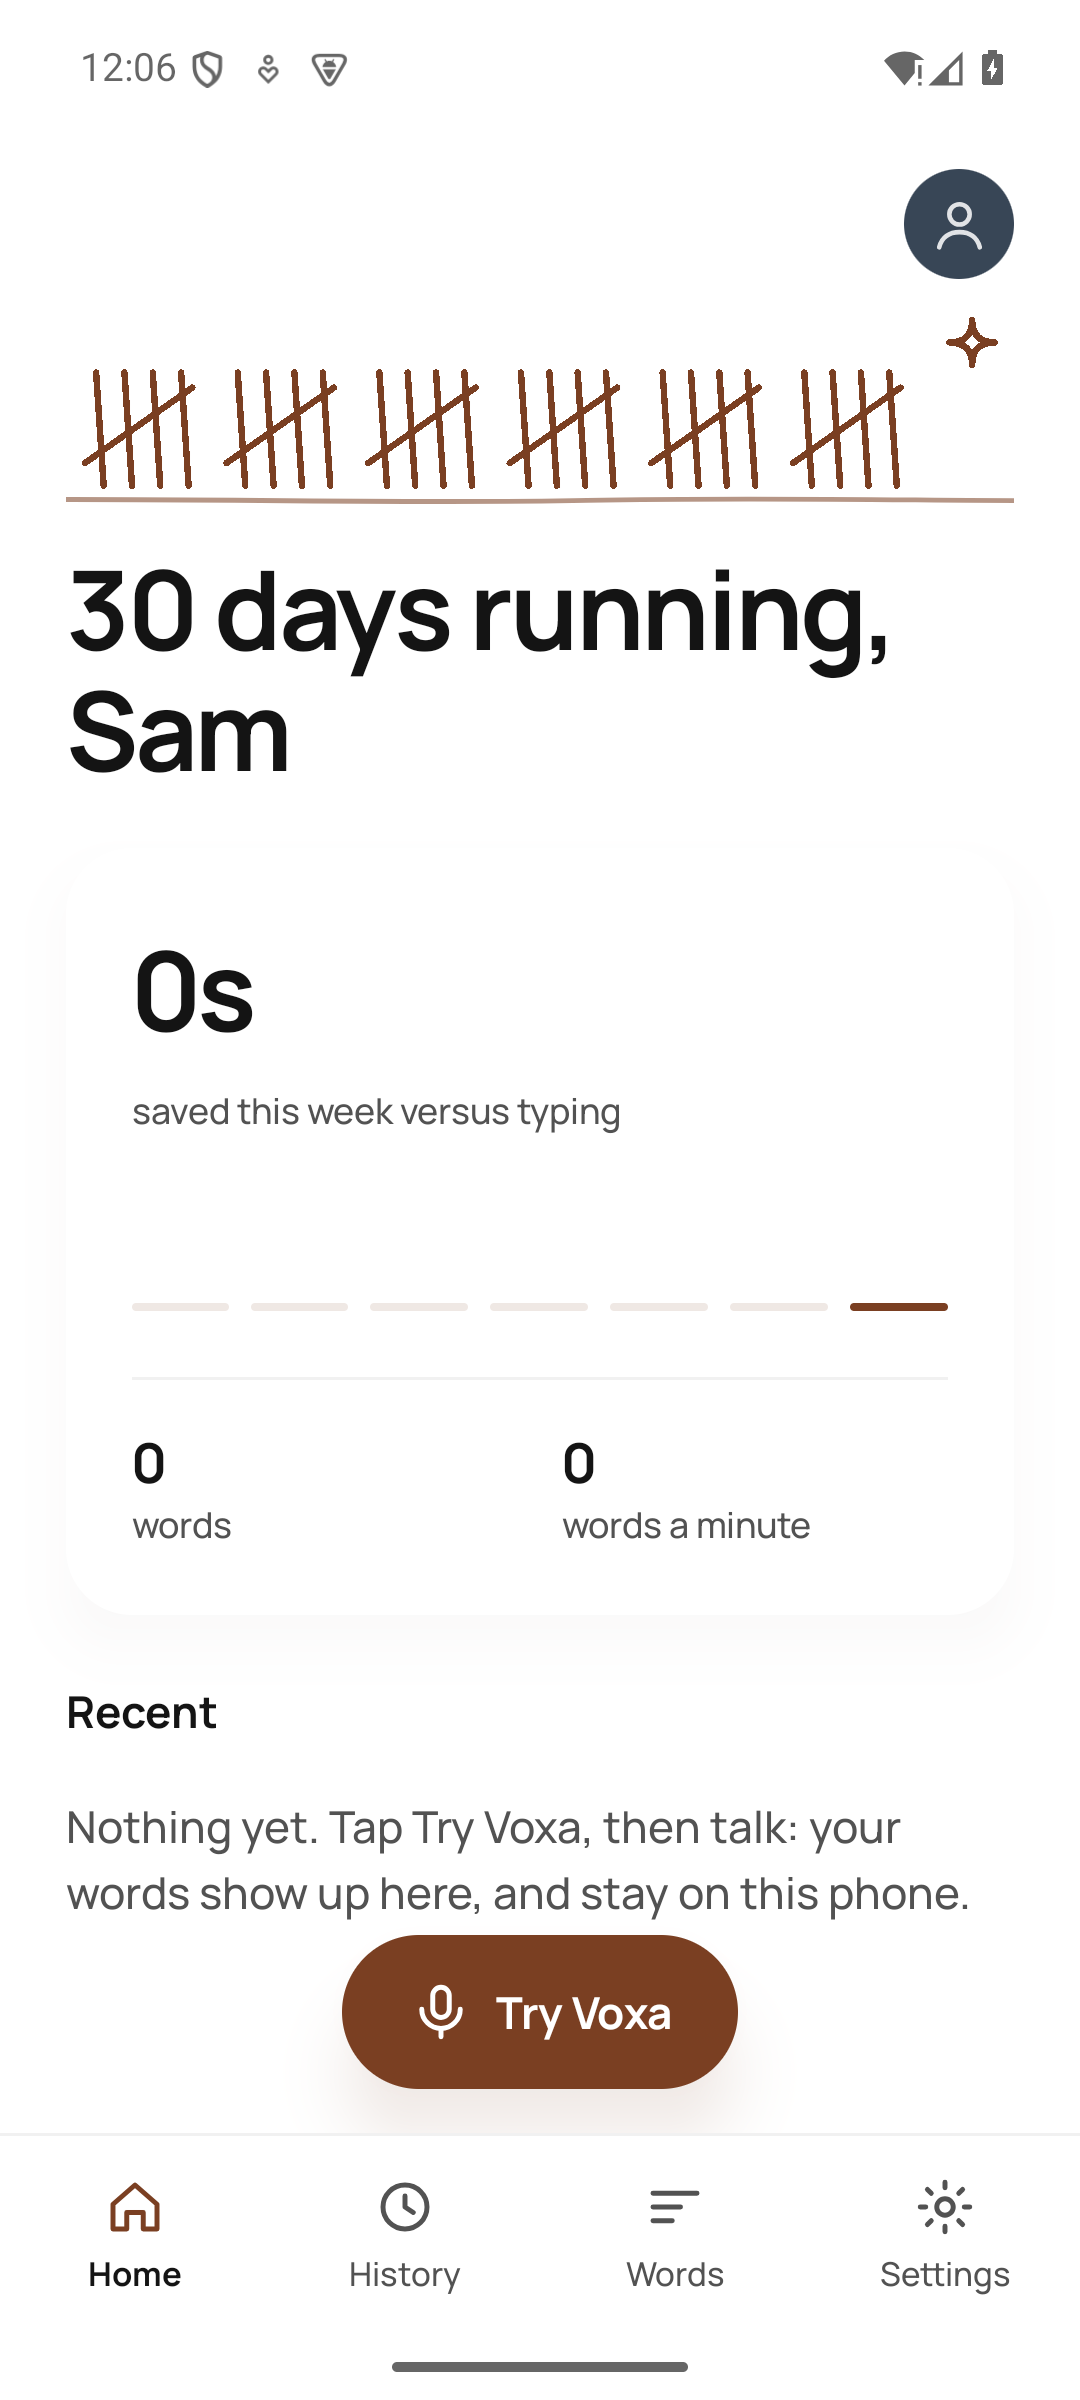 12:06
30 days running,
Sam
0s
saved this week versus typing
0
words
0
words a minute
Recent
Nothing yet. Tap Try Voxa, then talk: your
words show up here, and stay on this phone.
Try Voxa
Home
History
Words
Settings